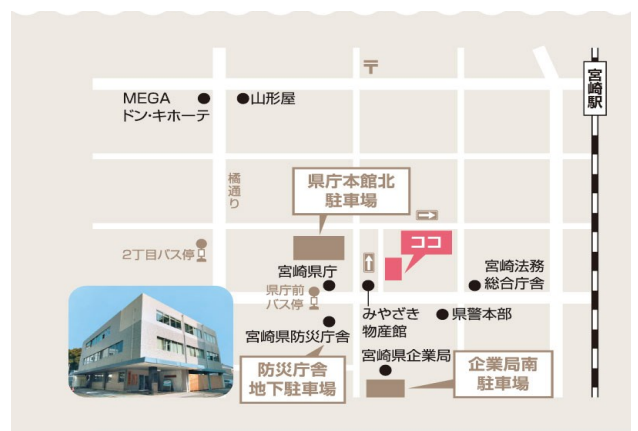 〒
宮崎駅
MEGA
ドン・キホーテ
山形屋
橘通り
県庁本館北
駐車場
ココ
2丁目バス停
宮崎県庁
宮崎法務
総合庁舎
県庁前
バス停
みやざき
物産館
県警本部
宮崎県防災庁舎
宮崎県企業局
防災庁舎
地下駐車場
企業局南
駐車場